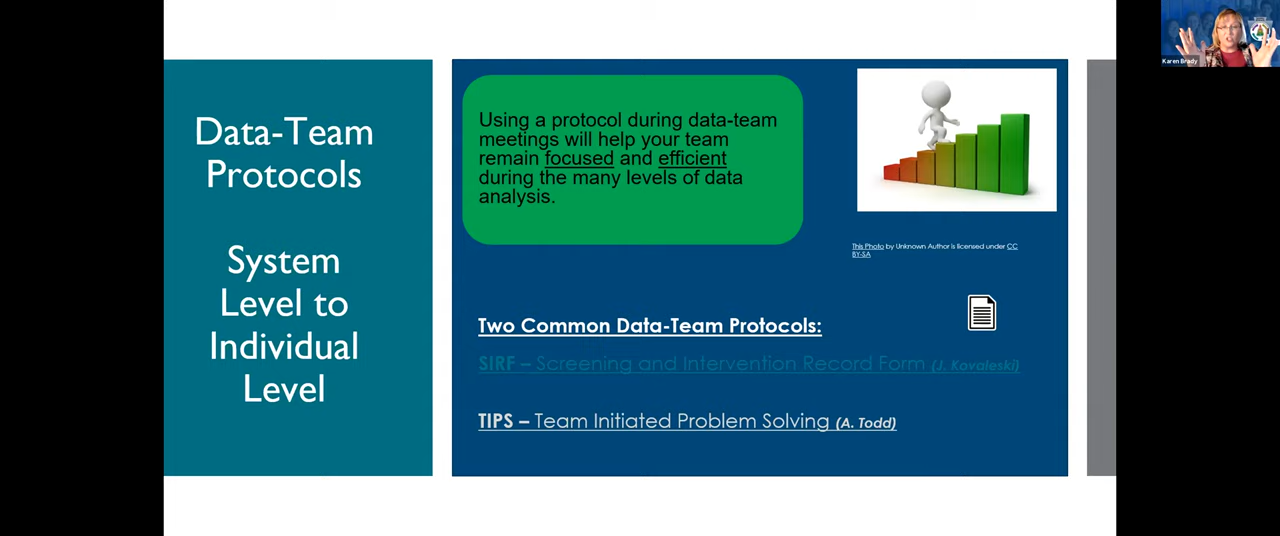 Data-Team
Protocols
System
Level to
Individual
Level
Using a protocol during data-team
meetings will help your team
remain focused and efficient
during the many levels of data
analysis.
This Photo by Unknown Author is licensed under CC
BY-SA
Two Common Data-Team Protocols:
SIRF – Screening and Intervention Record Form (J. Kovaleski)
TIPS – Team Initiated Problem Solving (A. Todd)
Karen Brady